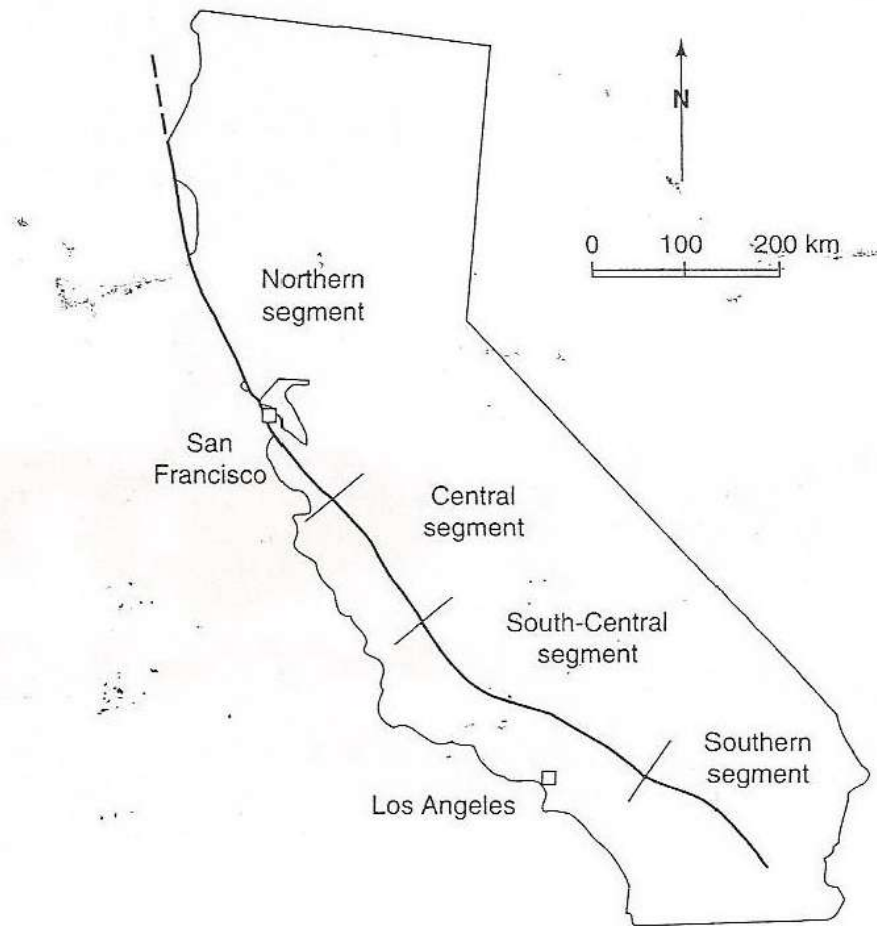 N
0 100 200 km
Northern
segment
San
Francisco
Central
segment
South-Central
segment
Southern
segment
Los Angeles